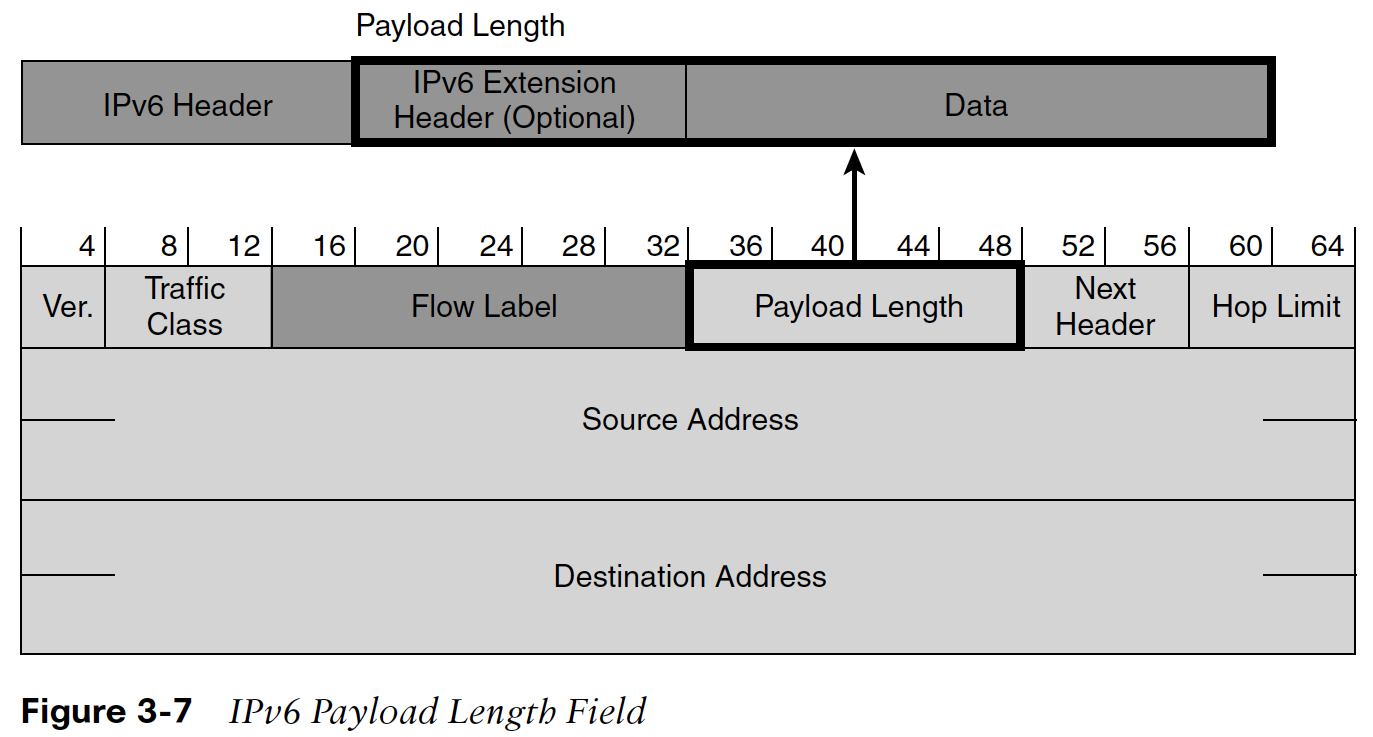 Payload Length
IPv6 Header
IPv6 Extension
Header (Optional)
Data
4 8 12 16 20 24 28 32 36 40 44 48 52 56 60 64
Ver.
Traffic
Class
Flow Label
Payload Length
Next
Header
Hop Limit
Source Address
Destination Address
Figure 3-7 IPv6 Payload Length Field